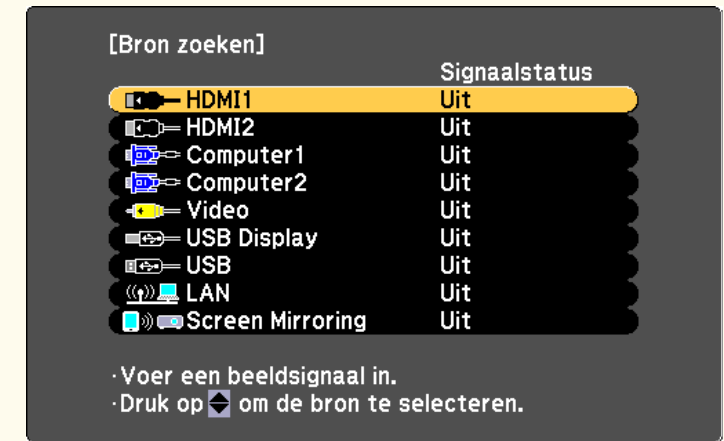 [Bron zoeken]
Signaalstatus
HDMI1 Uit
HDMI2 Uit
Computer1 Uit
Computer2 Uit
Video Uit
USB Display Uit
USB Uit
LAN Uit
Screen Mirroring Uit
·Voer een beeldsignaal in.
·Druk op om de bron te selecteren.